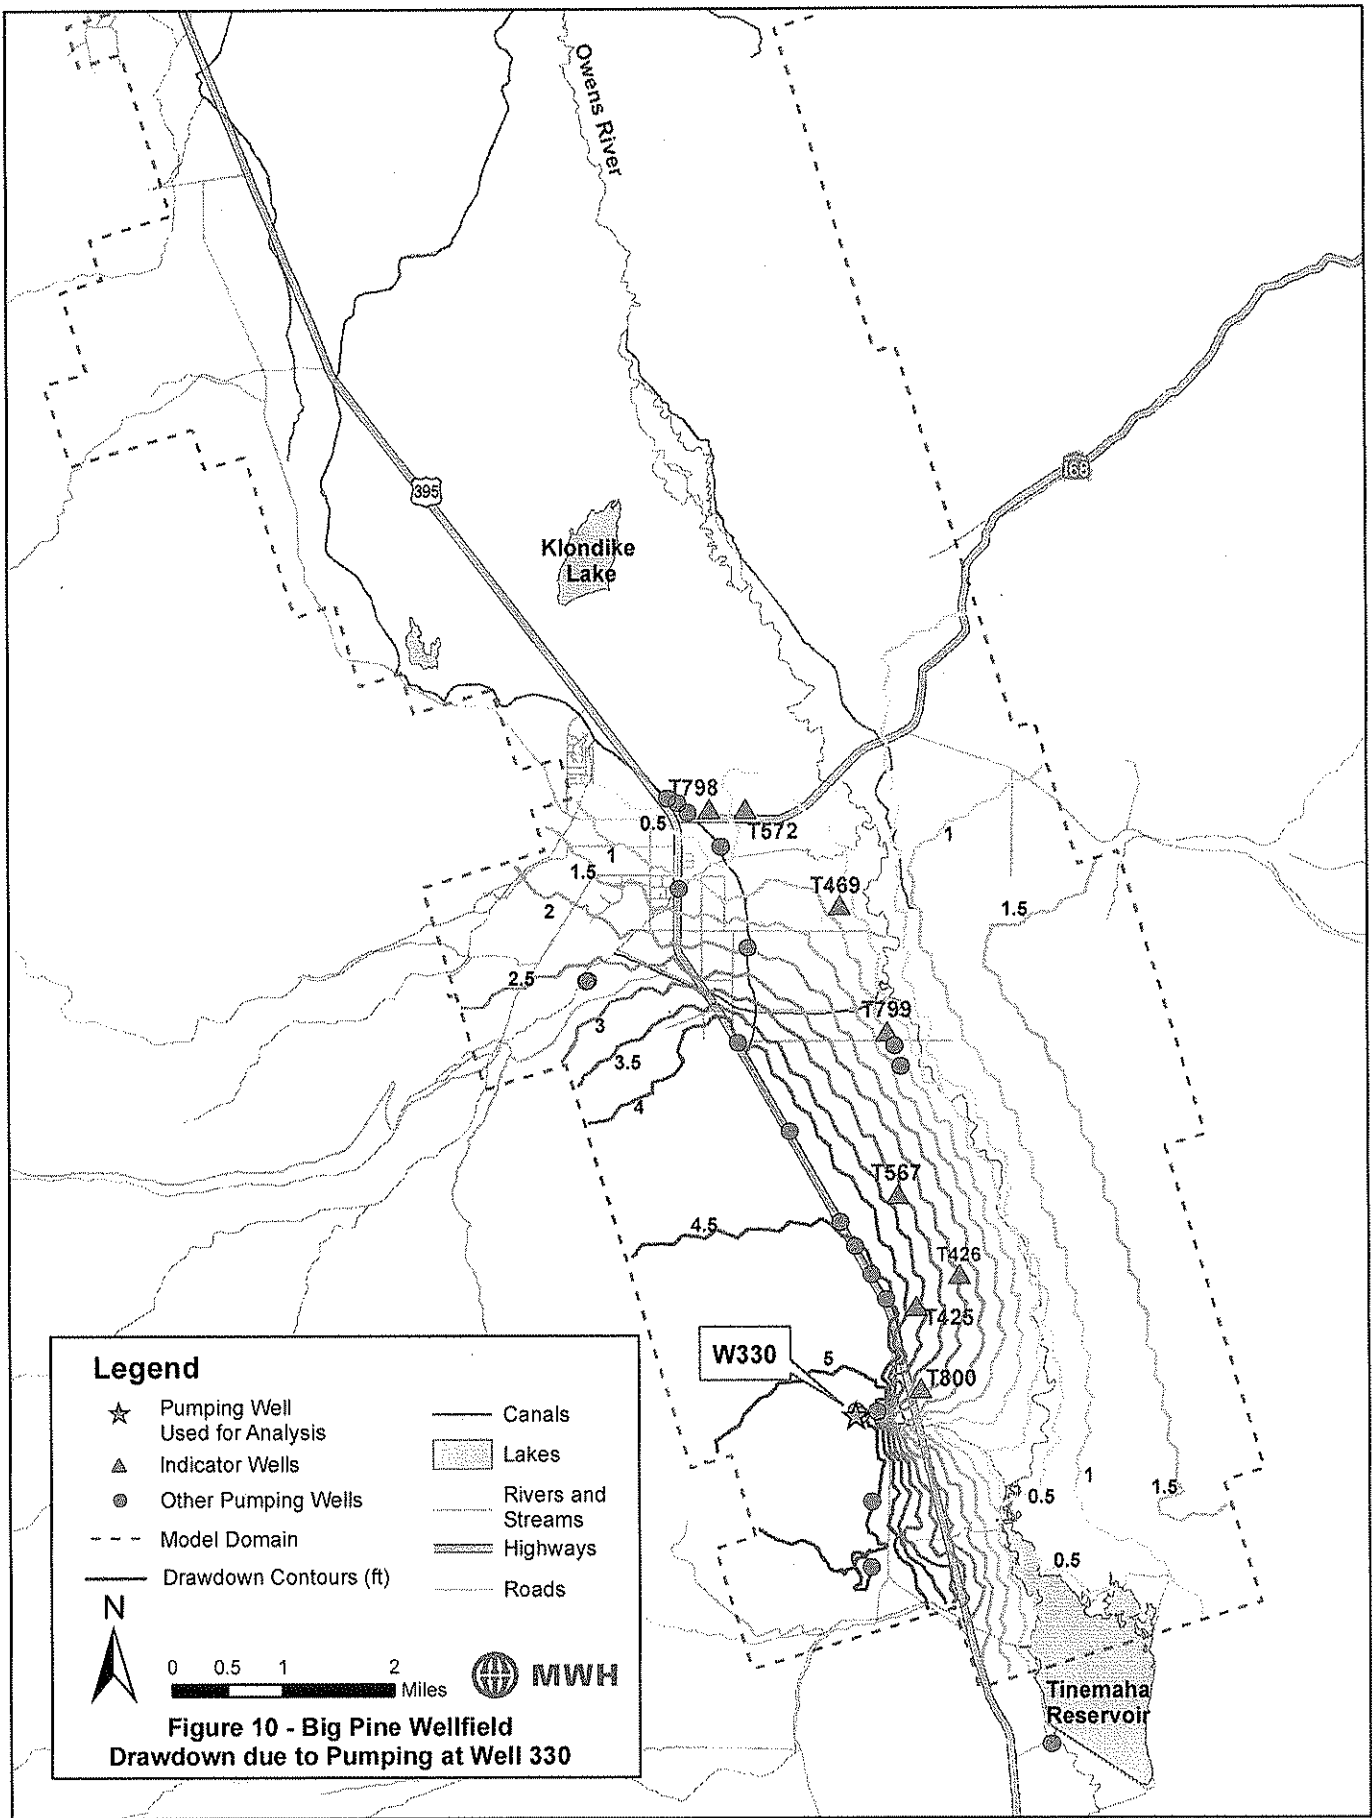 Owens River
395
168
Klondike
Lake
T798
T572
0.5
1
1.5
2
T469
1
1.5
2.5
3
3.5
4
T799
T567
4.5
T426
T425
W330
5
T800
0.5
1
1.5
0.5
Tinemaha
Reservoir
Legend
Pumping Well
Used for Analysis
Indicator Wells
Other Pumping Wells
Model Domain
Drawdown Contours (ft)
Canals
Lakes
Rivers and
Streams
Highways
Roads
N
0 0.5 1 2
Miles
MWH
Figure 10 - Big Pine Wellfield
Drawdown due to Pumping at Well 330